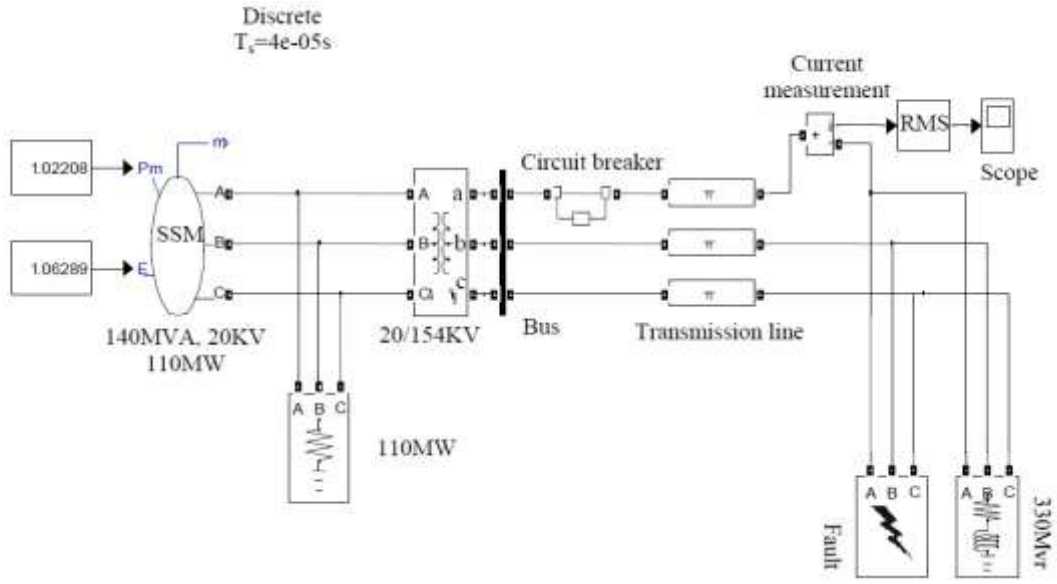 Discrete
Tₛ=4e-05s
Current
measurement
RMS
Scope
Circuit breaker
1.02208
Pm
m
A
A
a
SSM
B
B
b
1.06289
E
C
C
c
140MVA, 20KV
110MW
20/154KV
Bus
Transmission line
π
π
π
A B C
110MW
A B C
A B C
Fault
330Mvr